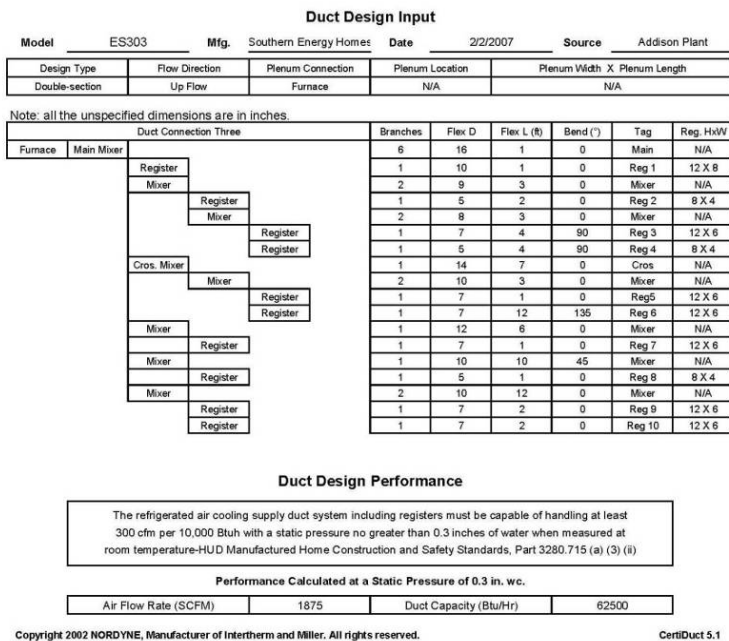 Duct Design Input
Model ES303 Mfg. Southern Energy Homes Date 2/2/2007 Source Addison Plant
Design Type Flow Direction Plenum Connection Plenum Location Plenum Width X Plenum Length
Double-section Up Flow Furnace N/A N/A
Note: all the unspecified dimensions are in inches.
Duct Connection Three Branches Flex D Flex L (ft) Bend (°) Tag Reg. HxW
Furnace Main Mixer 6 16 1 0 Main N/A
Register 1 10 1 0 Reg 1 12 X 8
Mixer 2 9 3 0 Mixer N/A
Register 1 5 2 0 Reg 2 8 X 4
Mixer 2 8 3 0 Mixer N/A
Register 1 7 4 90 Reg 3 12 X 6
Register 1 5 4 90 Reg 4 8 X 4
Cros. Mixer 1 14 7 0 Cros N/A
Mixer 2 10 3 0 Mixer N/A
Register 1 7 1 0 Reg5 12 X 6
Register 1 7 12 135 Reg 6 12 X 6
Mixer 1 12 6 0 Mixer N/A
Register 1 7 1 0 Reg 7 12 X 6
Mixer 1 10 10 45 Mixer N/A
Register 1 5 1 0 Reg 8 8 X 4
Mixer 2 10 12 0 Mixer N/A
Register 1 7 2 0 Reg 9 12 X 6
Register 1 7 2 0 Reg 10 12 X 6
Duct Design Performance
The refrigerated air cooling supply duct system including registers must be capable of handling at least
300 cfm per 10,000 Btuh with a static pressure no greater than 0.3 inches of water when measured at
room temperature-HUD Manufactured Home Construction and Safety Standards, Part 3280.715 (a) (3) (ii)
Performance Calculated at a Static Pressure of 0.3 in. wc.
Air Flow Rate (SCFM) 1875 Duct Capacity (Btu/Hr) 62500
Copyright 2002 NORDYNE, Manufacturer of Intertherm and Miller. All rights reserved. CertiDuct 5.1